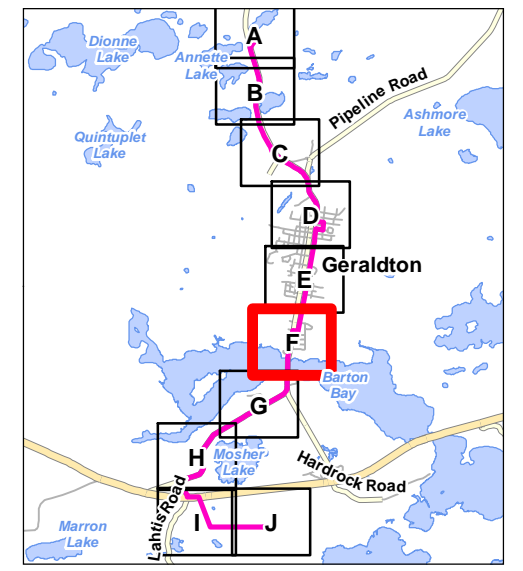 A
Dionne
Lake
Annette
Lake
B
Pipeline Road
Ashmore
Lake
Quintuplet
Lake
C
D
Geraldton
E
F
Barton
Bay
G
H
Mosher
Lake
Hardrock Road
Lahtis Road
I
J
Marron
Lake